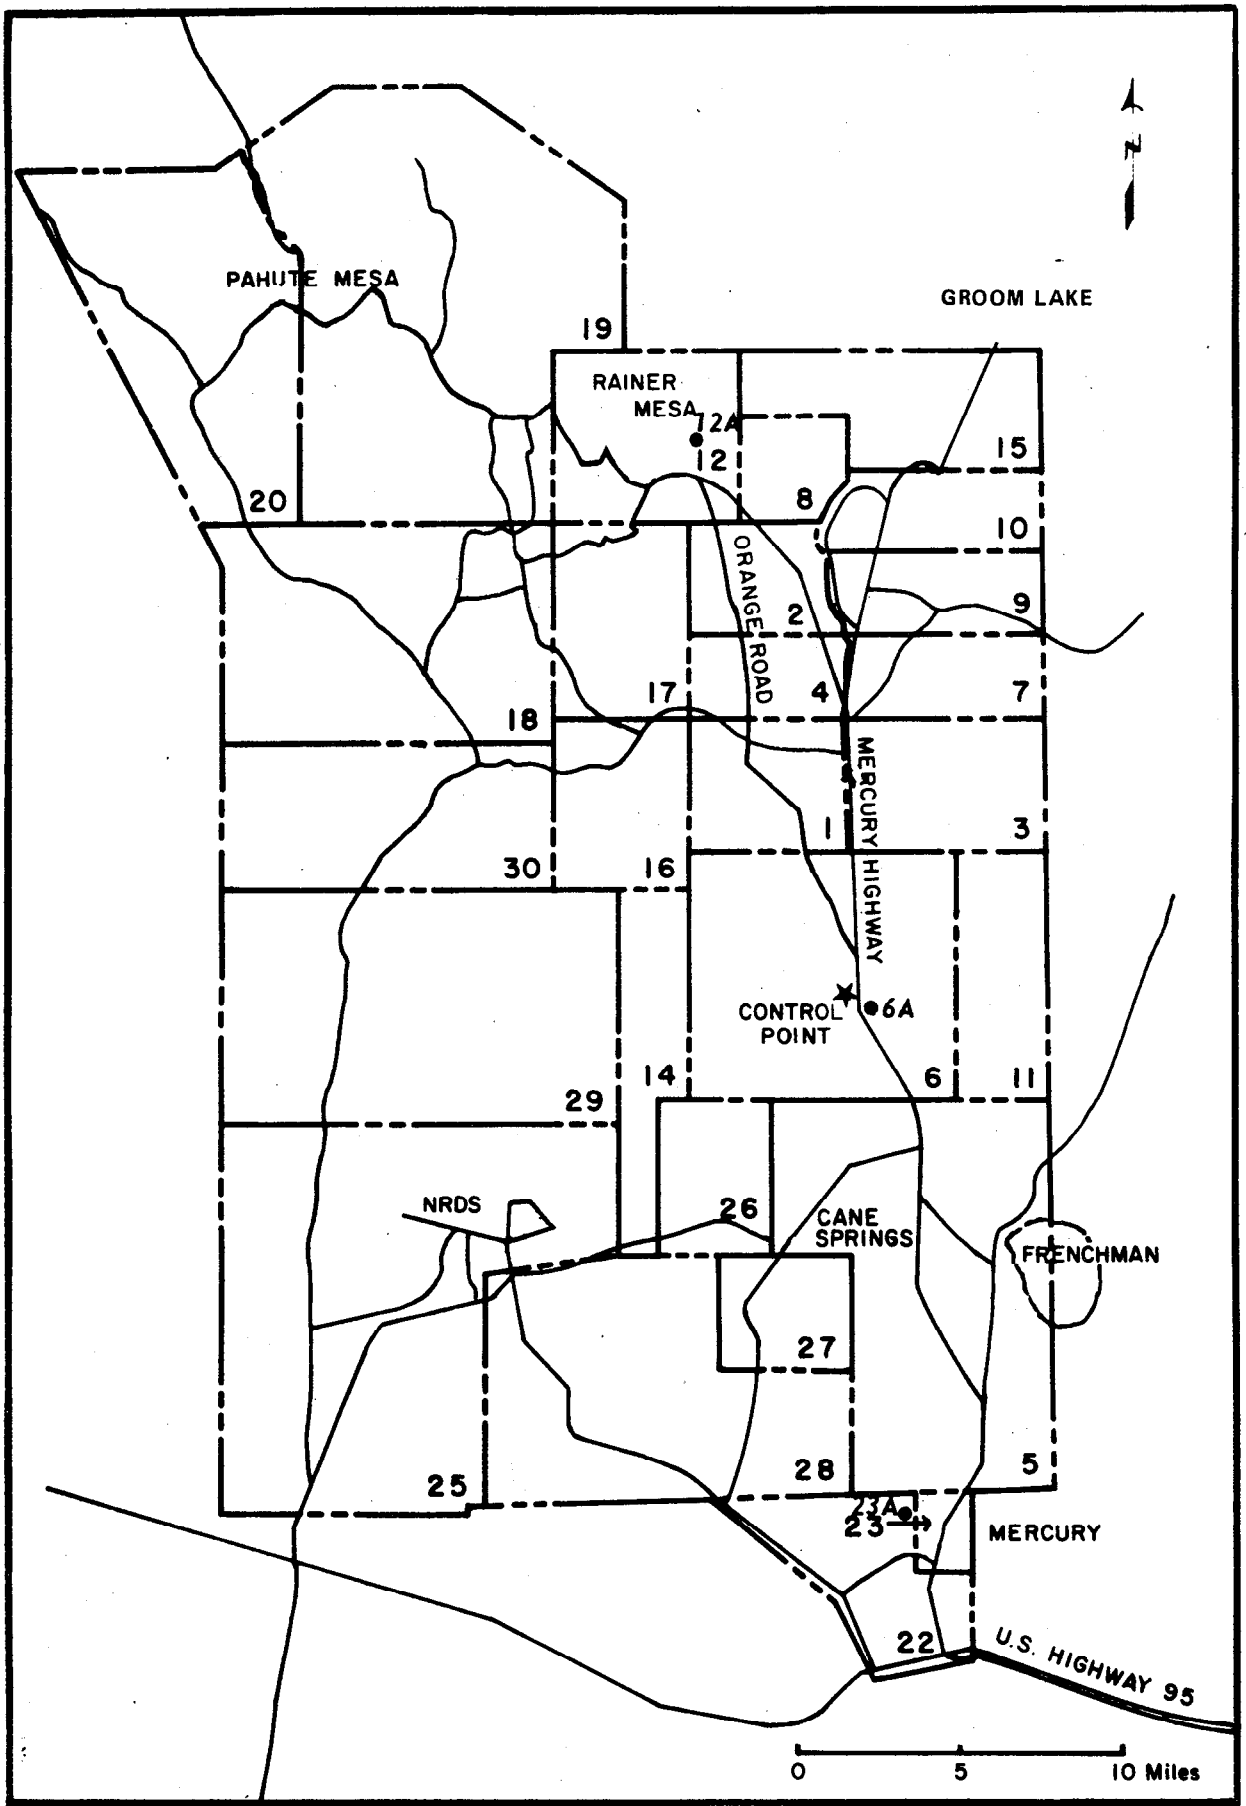 N
PAHUTE MESA
GROOM LAKE
19
RAINER
MESA
12A
12
15
20
8
10
ORANGE ROAD
2
9
17
4
7
18
MERCURY HIGHWAY
1
3
30
16
CONTROL
POINT
6A
14
6
11
29
NRDS
26
CANE
SPRINGS
FRENCHMAN
27
25
28
5
23A
23
MERCURY
22
U.S. HIGHWAY 95
0 5 10 Miles